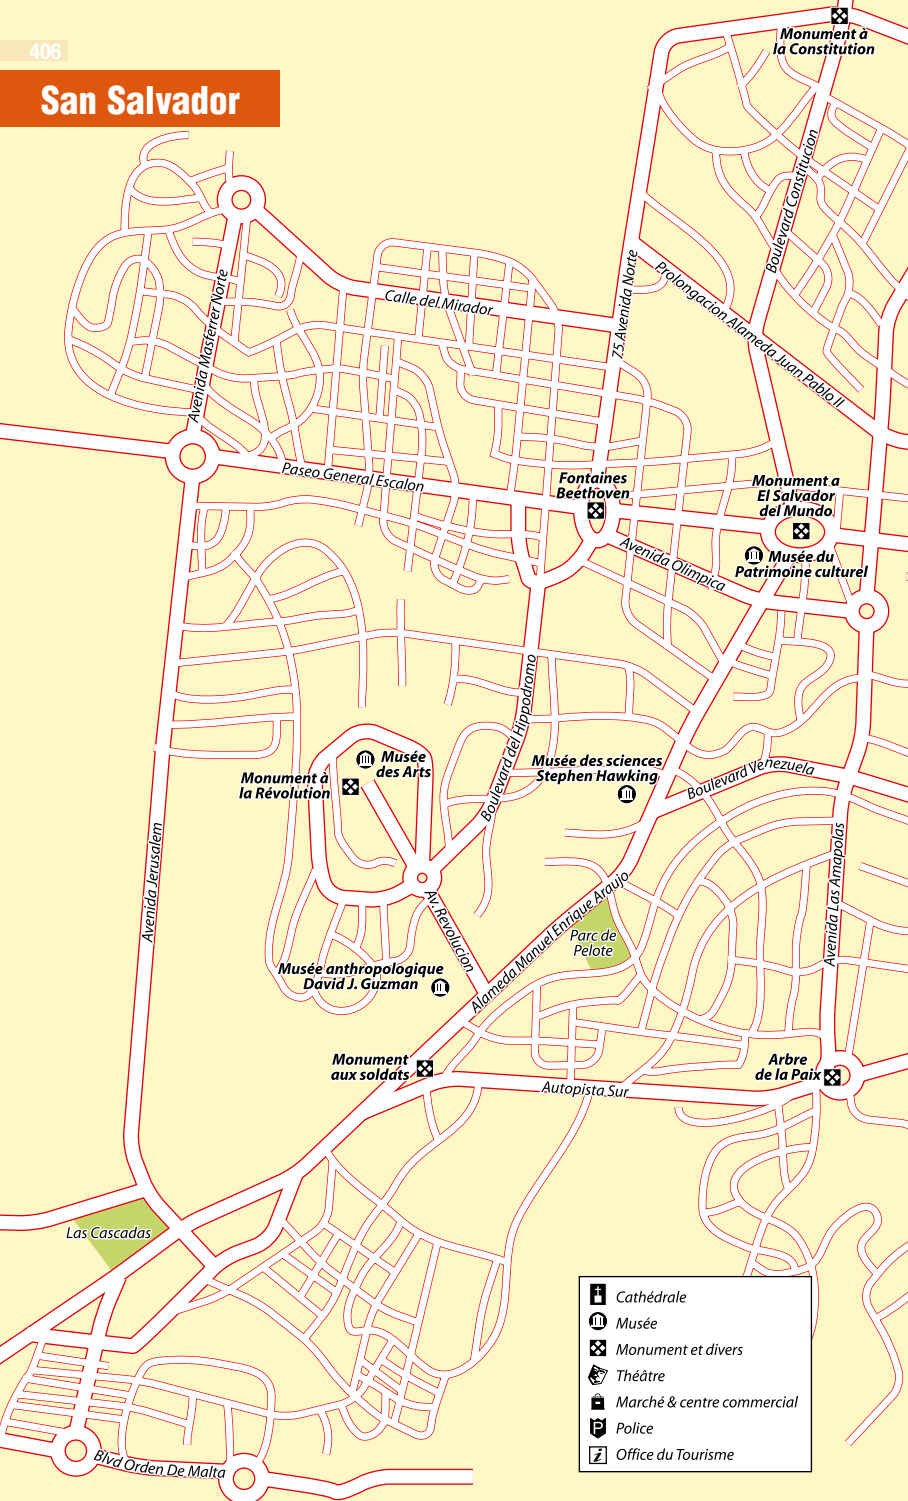 406
San Salvador
Monument à
la Constitution
Boulevard Constitucion
75 Avenida Norte
Prolongacion Alameda Juan Pablo II
Avenida Masferrer Norte
Calle del Mirador
Paseo General Escalon
Fontaines
Beethoven
Monument a
El Salvador
del Mundo
Musée du
Patrimoine culturel
Avenida Olimpica
Boulevard del Hippodromo
Musée
des Arts
Monument à
la Révolution
Musée des sciences
Stephen Hawking
Boulevard Venezuela
Avenida Jerusalem
Avenida Las Amapolas
Av. Revolucion
Alameda Manuel Enrique Araujo
Parc de
Pelote
Musée anthropologique
David J. Guzman
Monument
aux soldats
Arbre
de la Paix
Autopista Sur
Las Cascadas
Blvd Orden De Malta
Cathédrale
Musée
Monument et divers
Théâtre
Marché & centre commercial
Police
Office du Tourisme